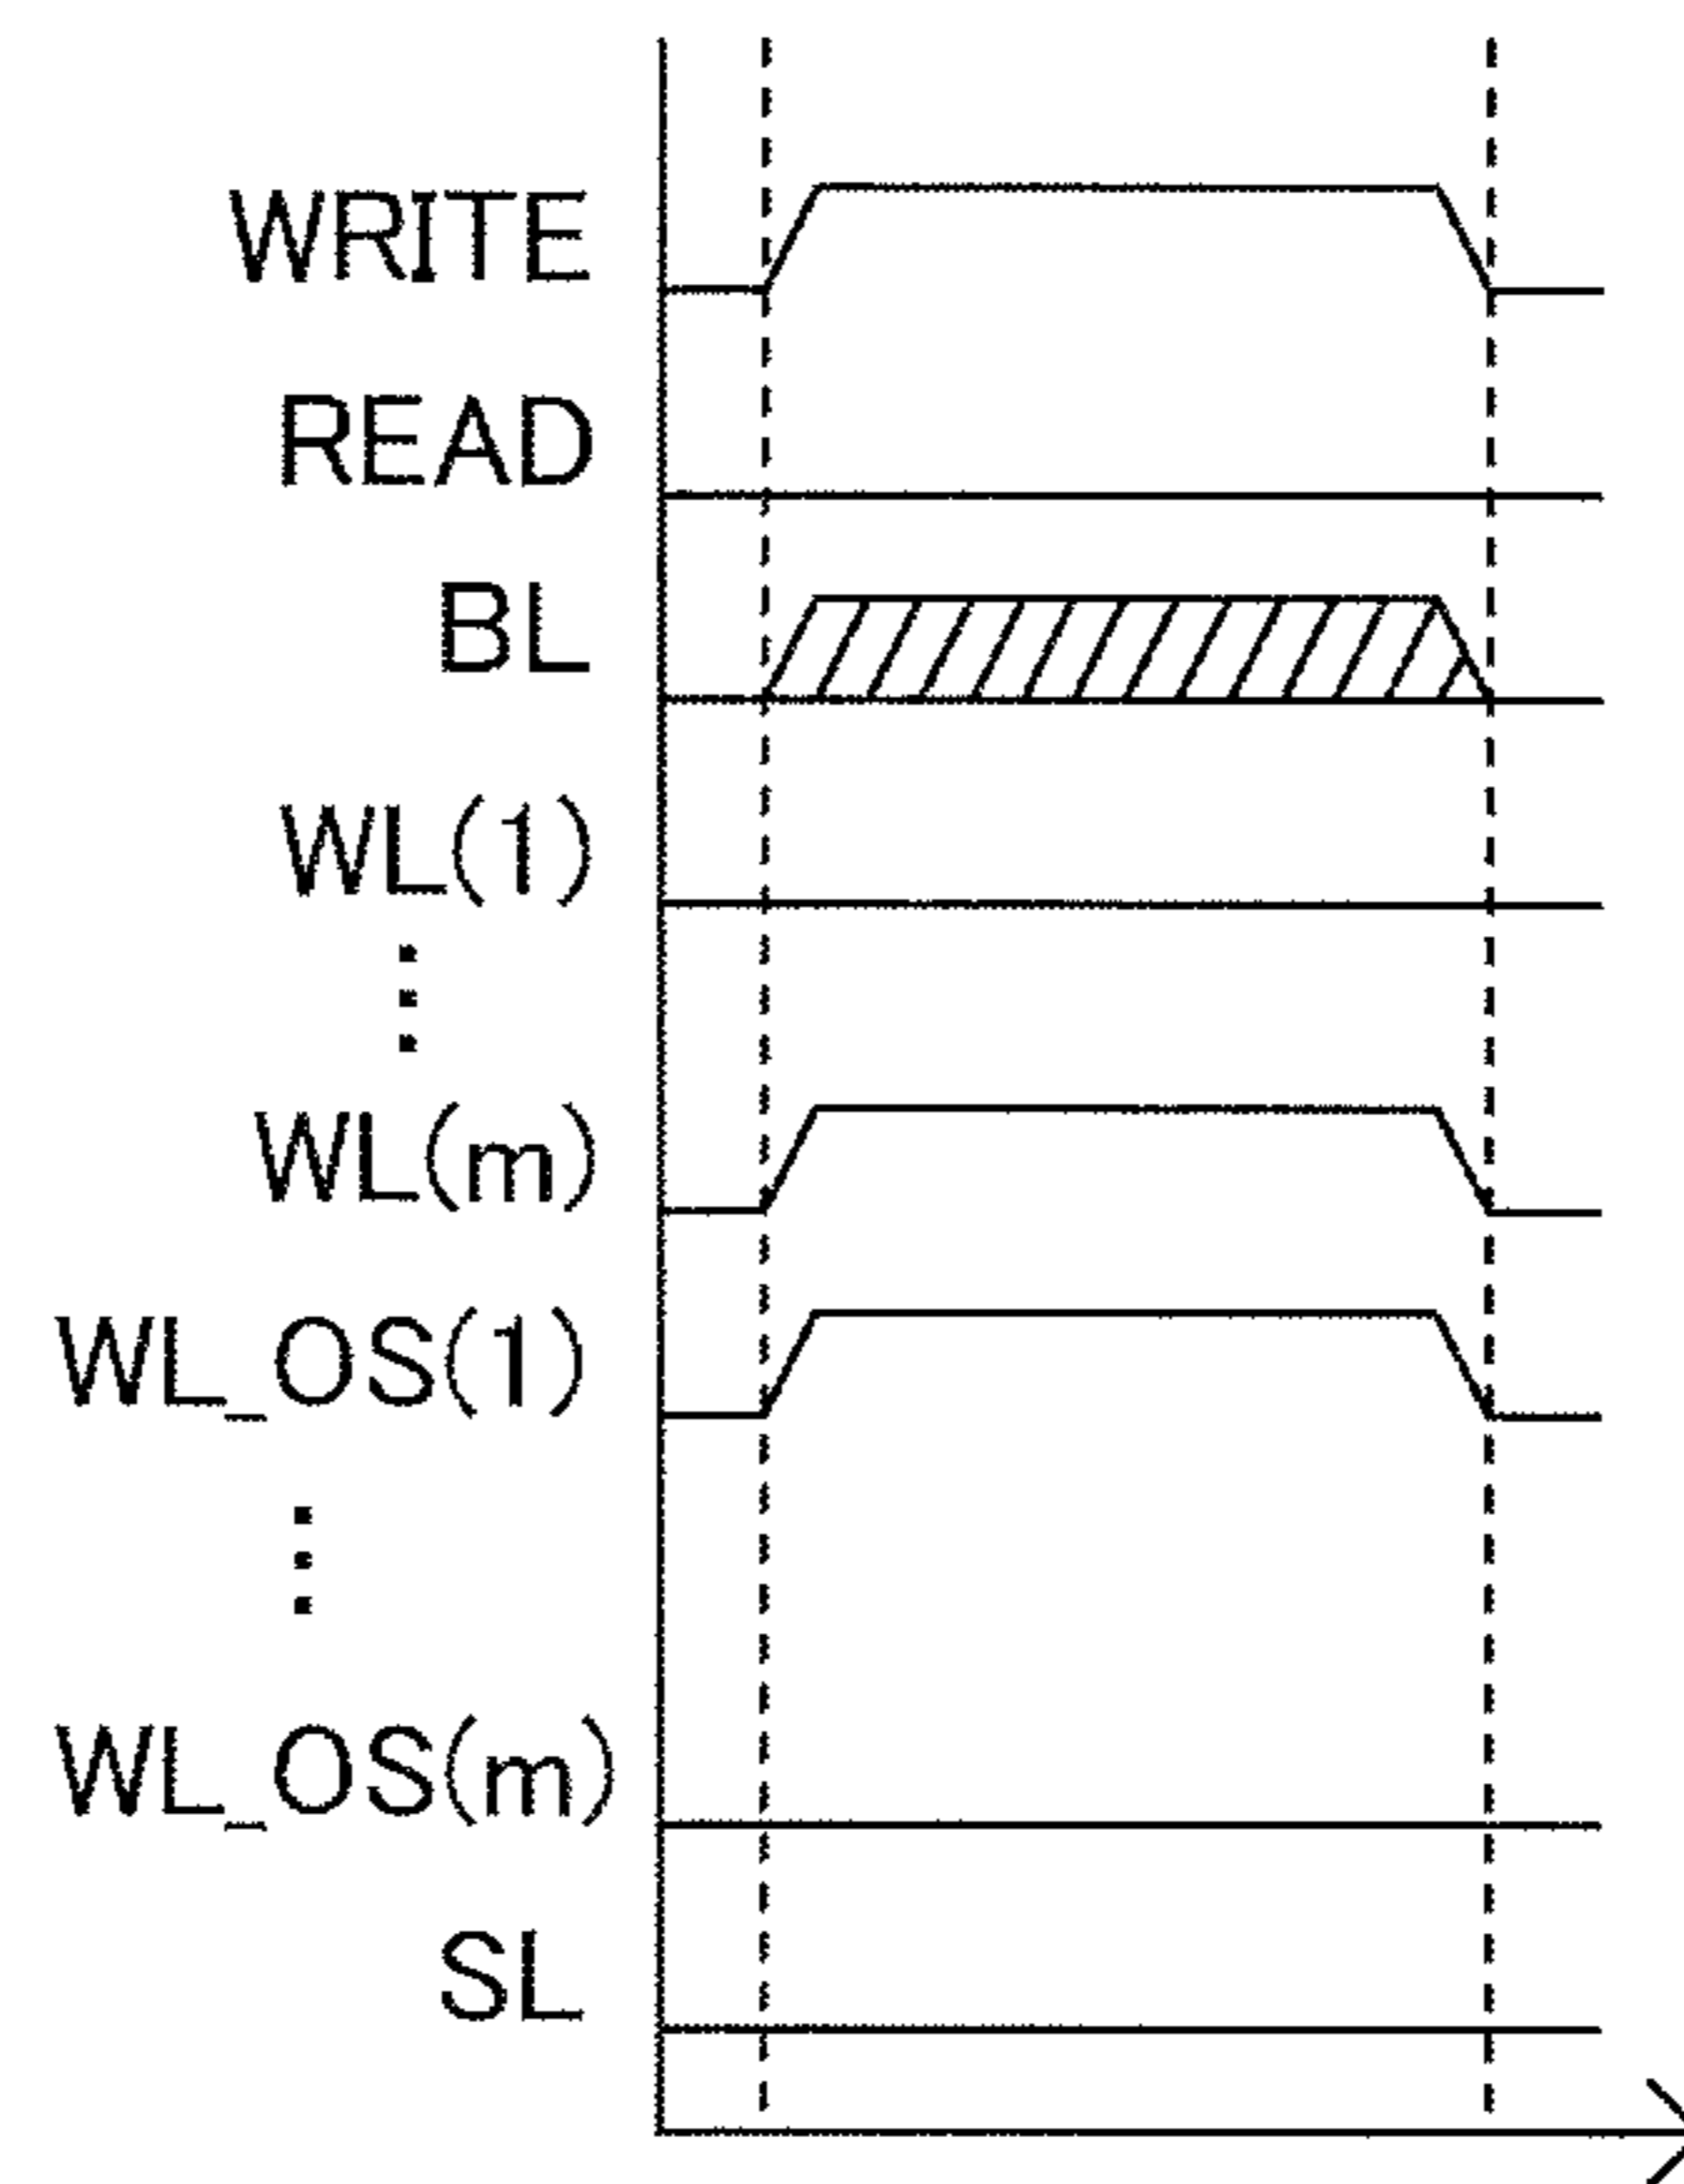 WRITE
READ
BL
WL(1)
WL(m)
WL_OS(1)
WL_OS(m)
SL